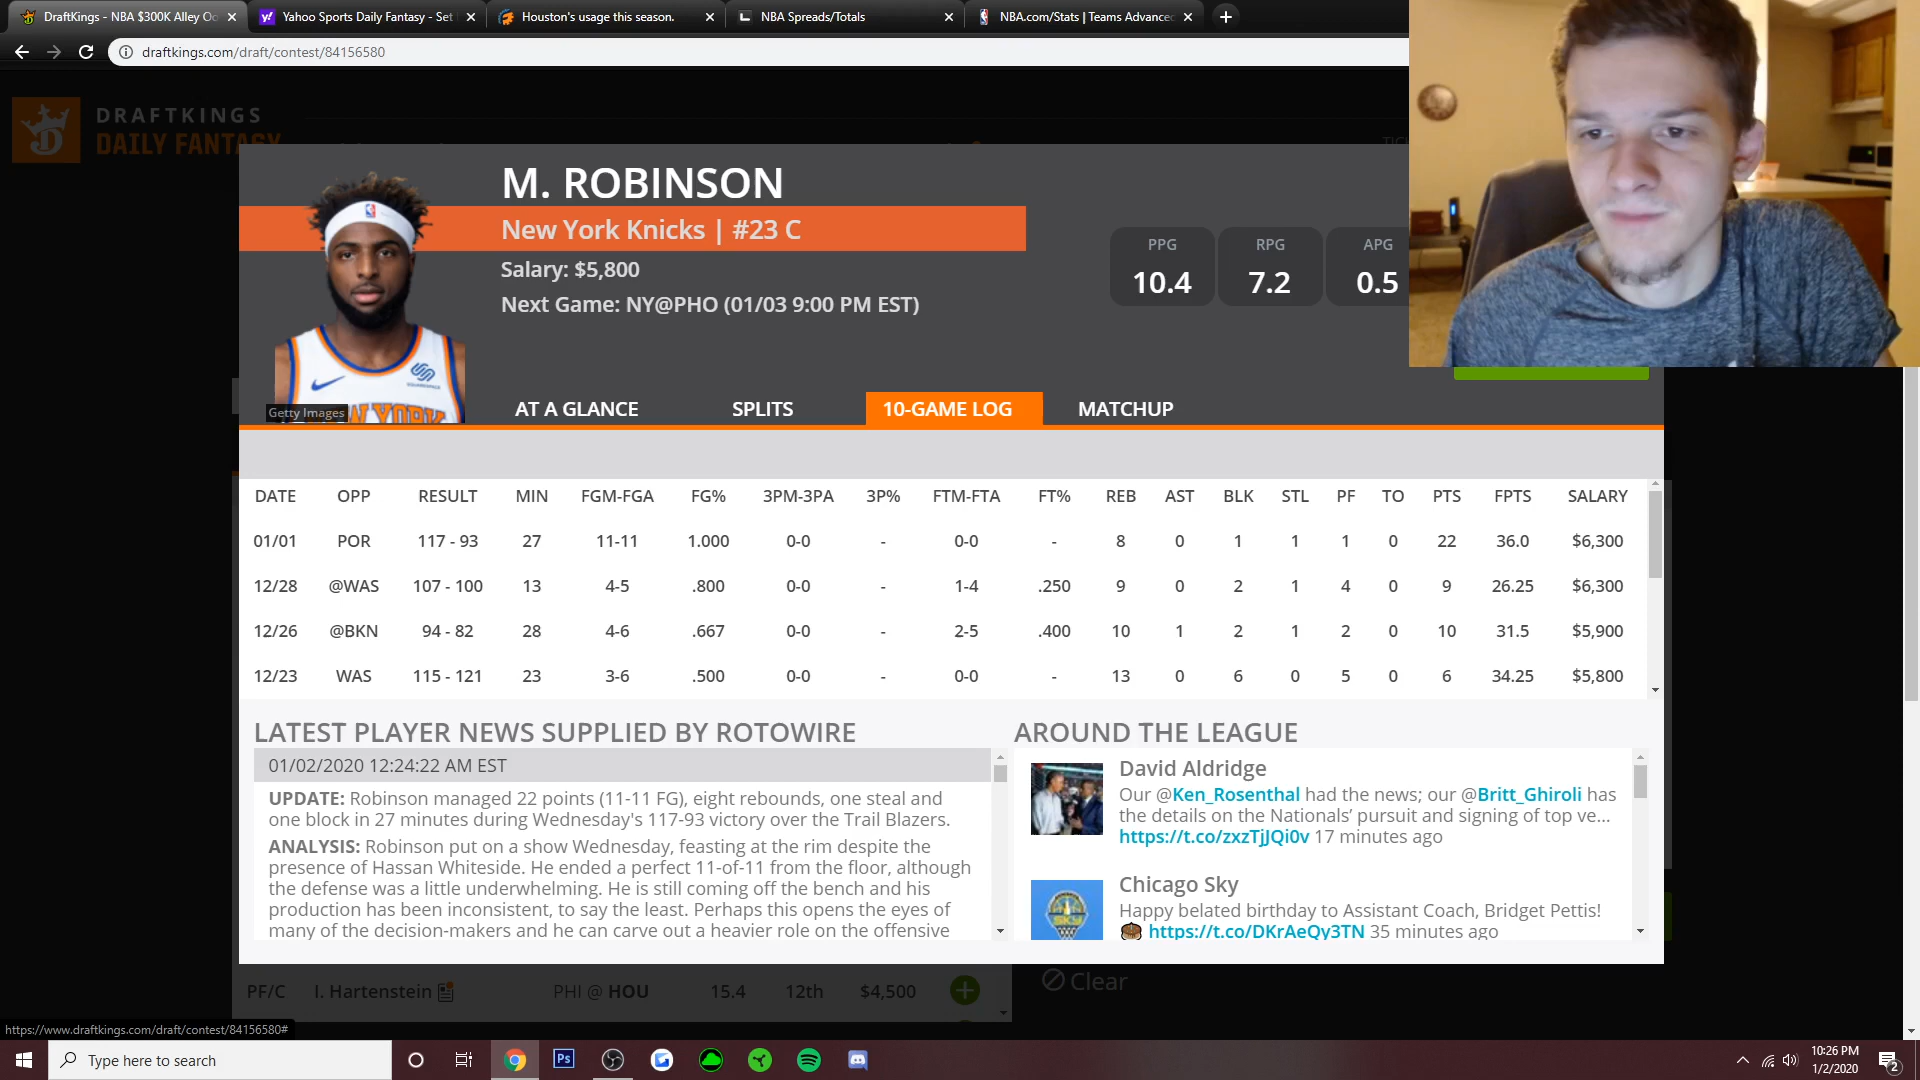 DraftKings - NBA $300K Alley Oo
Yahoo Sports Daily Fantasy - Set
Houston's usage this season.
NBA Spreads/Totals
NBA.com/Stats | Teams Advanced
draftkings.com/draft/contest/84156580
DRAFTKINGS
DAILY FANTASY
M. ROBINSON
New York Knicks | #23 C
Salary: $5,800
Next Game: NY@PHO (01/03 9:00 PM EST)
PPG RPG APG
10.4 7.2 0.5
Getty Images
AT A GLANCE SPLITS 10-GAME LOG MATCHUP
DATE OPP RESULT MIN FGM-FGA FG% 3PM-3PA 3P% FTM-FTA FT% REB AST BLK STL PF TO PTS FPTS SALARY
01/01 POR 117 - 93 27 11-11 1.000 0-0 - 0-0 - 8 0 1 1 1 0 22 36.0 $6,300
12/28 @WAS 107 - 100 13 4-5 .800 0-0 - 1-4 .250 9 0 2 1 4 0 9 26.25 $6,300
12/26 @BKN 94 - 82 28 4-6 .667 0-0 - 2-5 .400 10 1 2 1 2 0 10 31.5 $5,900
12/23 WAS 115 - 121 23 3-6 .500 0-0 - 0-0 - 13 0 6 0 5 0 6 34.25 $5,800
LATEST PLAYER NEWS SUPPLIED BY ROTOWIRE
01/02/2020 12:24:22 AM EST
UPDATE: Robinson managed 22 points (11-11 FG), eight rebounds, one steal and
one block in 27 minutes during Wednesday's 117-93 victory over the Trail Blazers.
ANALYSIS: Robinson put on a show Wednesday, feasting at the rim despite the
presence of Hassan Whiteside. He ended a perfect 11-of-11 from the floor, although
the defense was a little underwhelming. He is still coming off the bench and his
production has been inconsistent, to say the least. Perhaps this opens the eyes of
many of the decision-makers and he can carve out a heavier role on the offensive
AROUND THE LEAGUE
David Aldridge
Our @Ken_Rosenthal had the news; our @Britt_Ghiroli has
the details on the Nationals' pursuit and signing of top ve...
https://t.co/zxzTjJQi0v 17 minutes ago
Chicago Sky
Happy belated birthday to Assistant Coach, Bridget Pettis!
https://t.co/DKrAeQy3TN 35 minutes ago
PF/C I. Hartenstein PHI @ HOU 15.4 12th $4,500
Clear
https://www.draftkings.com/draft/contest/84156580#
Type here to search
Ps
10:26 PM
1/2/2020
2